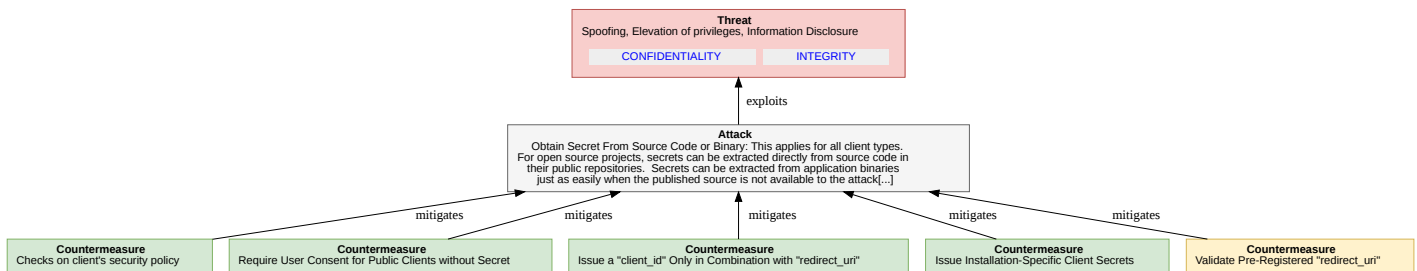 Threat
Spoofing, Elevation of privileges, Information Disclosure
CONFIDENTIALITY INTEGRITY
exploits
Attack
Obtain Secret From Source Code or Binary: This applies for all client types.
For open source projects, secrets can be extracted directly from source code in
their public repositories.  Secrets can be extracted from application binaries
just as easily when the published source is not available to the attack[...]
mitigates mitigates mitigates mitigates mitigates
Countermeasure Countermeasure Countermeasure Countermeasure Countermeasure
Checks on client's security policy Require User Consent for Public Clients without Secret Issue a "client_id" Only in Combination with "redirect_uri" Issue Installation-Specific Client Secrets Validate Pre-Registered "redirect_uri"